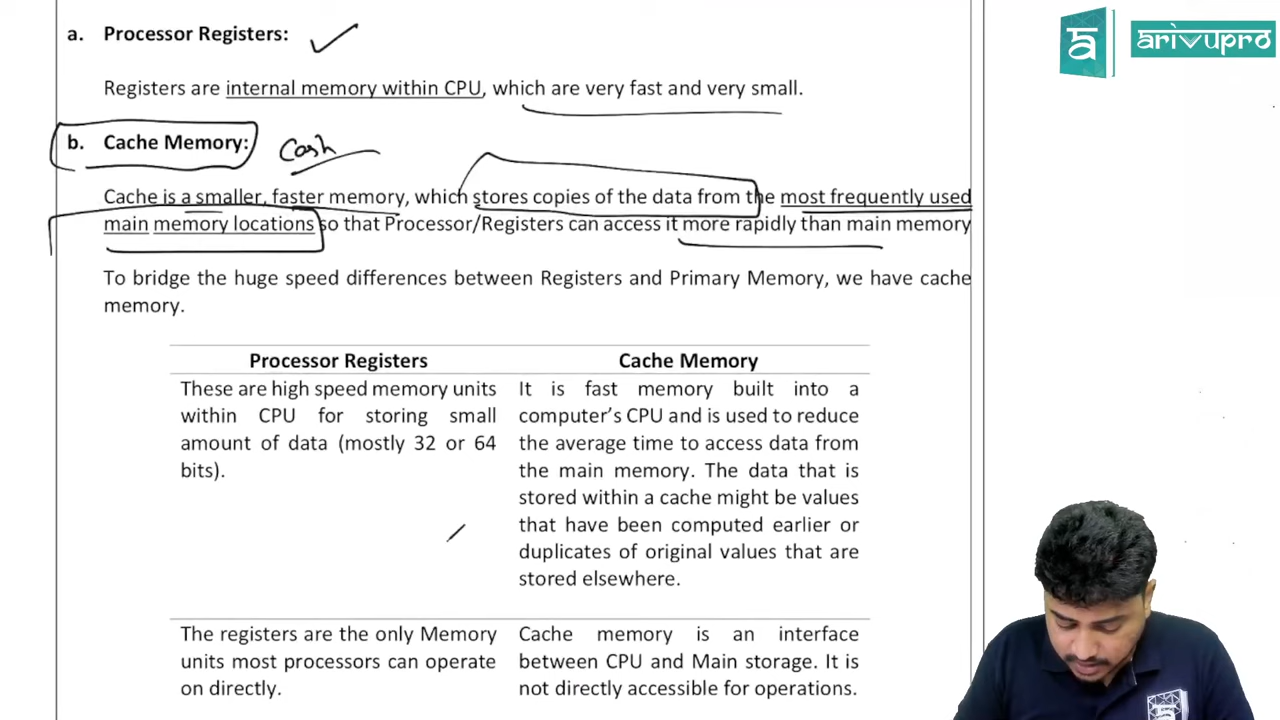 a. Processor Registers:
arivupro
Registers are internal memory within CPU, which are very fast and very small.
b. Cache Memory:
Cash
Cache is a smaller, faster memory, which stores copies of the data from the most frequently used
main memory locations so that Processor/Registers can access it more rapidly than main memory
To bridge the huge speed differences between Registers and Primary Memory, we have cache
memory.
Processor Registers
These are high speed memory units
within CPU for storing small
amount of data (mostly 32 or 64
bits).
Cache Memory
It is fast memory built into a
computer's CPU and is used to reduce
the average time to access data from
the main memory. The data that is
stored within a cache might be values
that have been computed earlier or
duplicates of original values that are
stored elsewhere.
The registers are the only Memory
units most processors can operate
on directly.
Cache memory is an interface
between CPU and Main storage. It is
not directly accessible for operations.